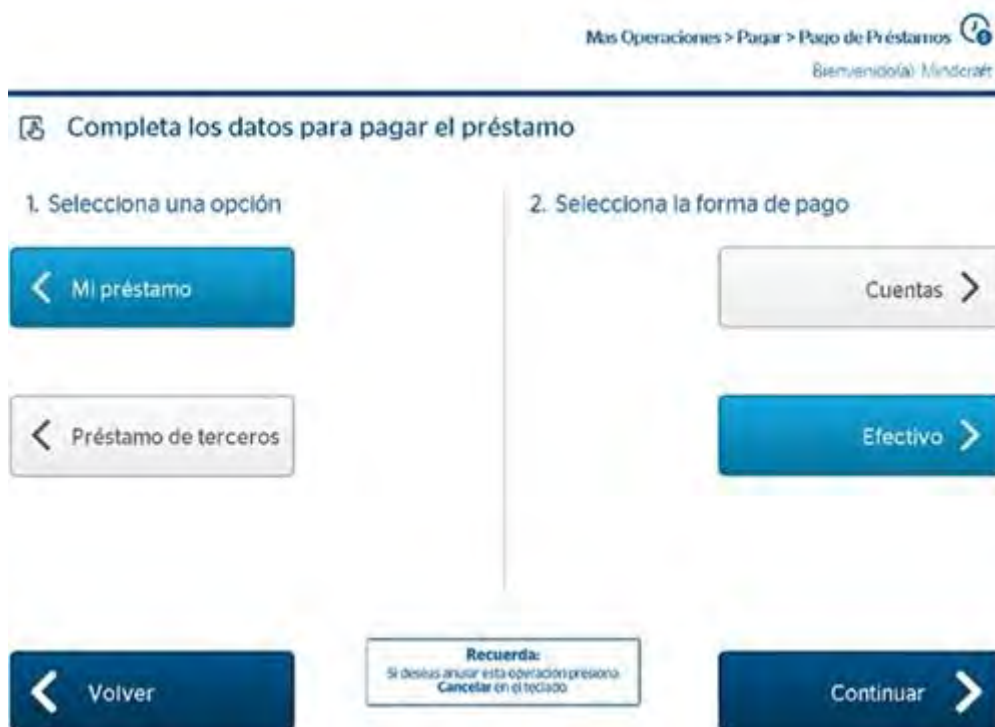 Mas Operaciones > Pagar > Pago de Préstamos
Bienvenido(a) Mindcraft
Completa los datos para pagar el préstamo
1. Selecciona una opción
2. Selecciona la forma de pago
Mi préstamo
Cuentas
Préstamo de terceros
Efectivo
Volver
Recuerda:
Si deseas anular esta operación presiona
Cancelar en el teclado
Continuar